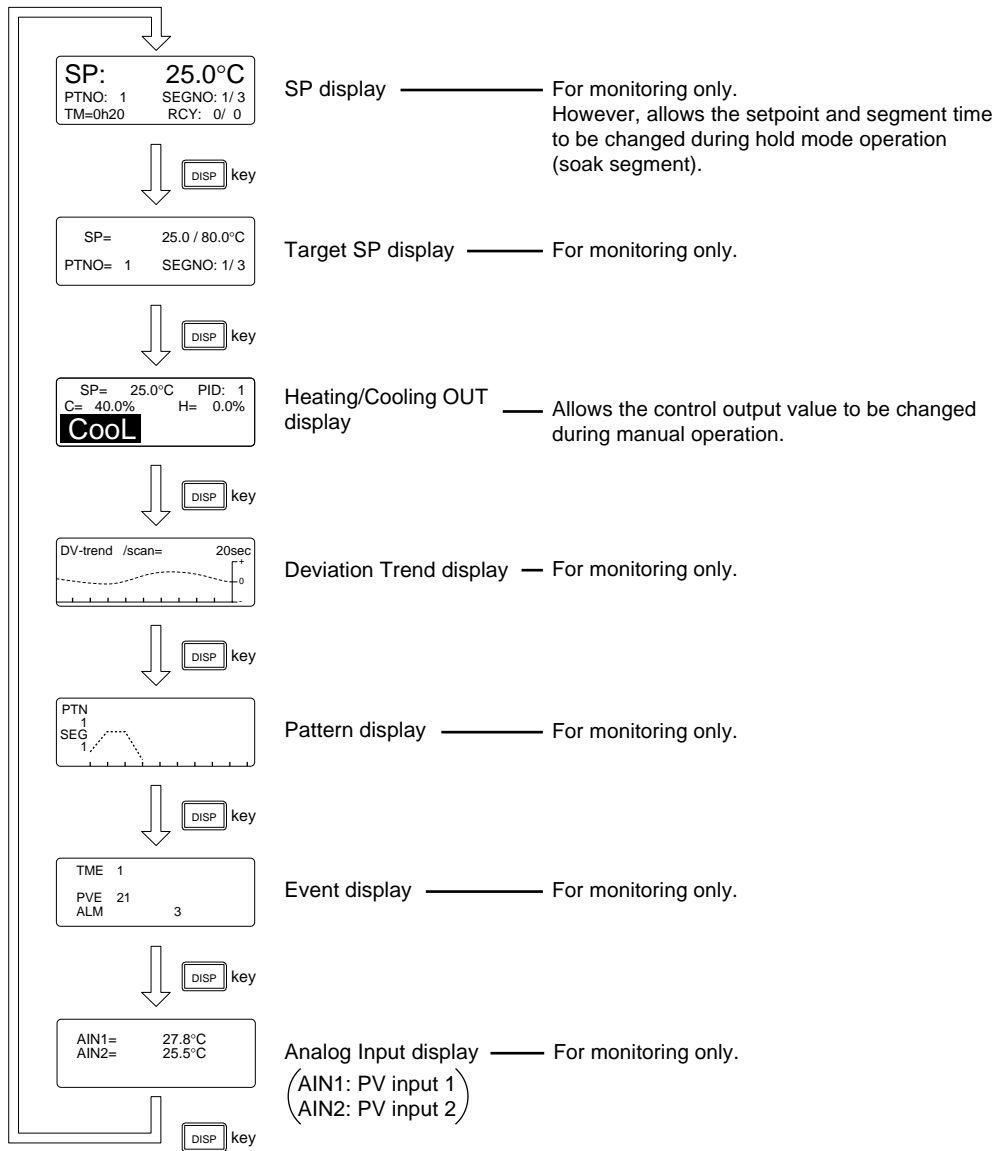 SP: 25.0°C
PTNO: 1 SEGNO: 1/ 3
TM=0h20 RCY: 0/ 0
SP display
For monitoring only.
However, allows the setpoint and segment time
to be changed during hold mode operation
(soak segment).
DISP key
SP= 25.0 / 80.0°C
PTNO= 1 SEGNO: 1/ 3
Target SP display
For monitoring only.
DISP key
SP= 25.0°C PID: 1
C= 40.0% H= 0.0%
CooL
Heating/Cooling OUT
display
Allows the control output value to be changed
during manual operation.
DISP key
DV-trend /scan= 20sec
+
0
-
Deviation Trend display
For monitoring only.
DISP key
PTN
1
SEG
1
Pattern display
For monitoring only.
DISP key
TME 1
PVE 21
ALM 3
Event display
For monitoring only.
DISP key
AIN1= 27.8°C
AIN2= 25.5°C
Analog Input display
For monitoring only.
(AIN1: PV input 1
AIN2: PV input 2)
DISP key